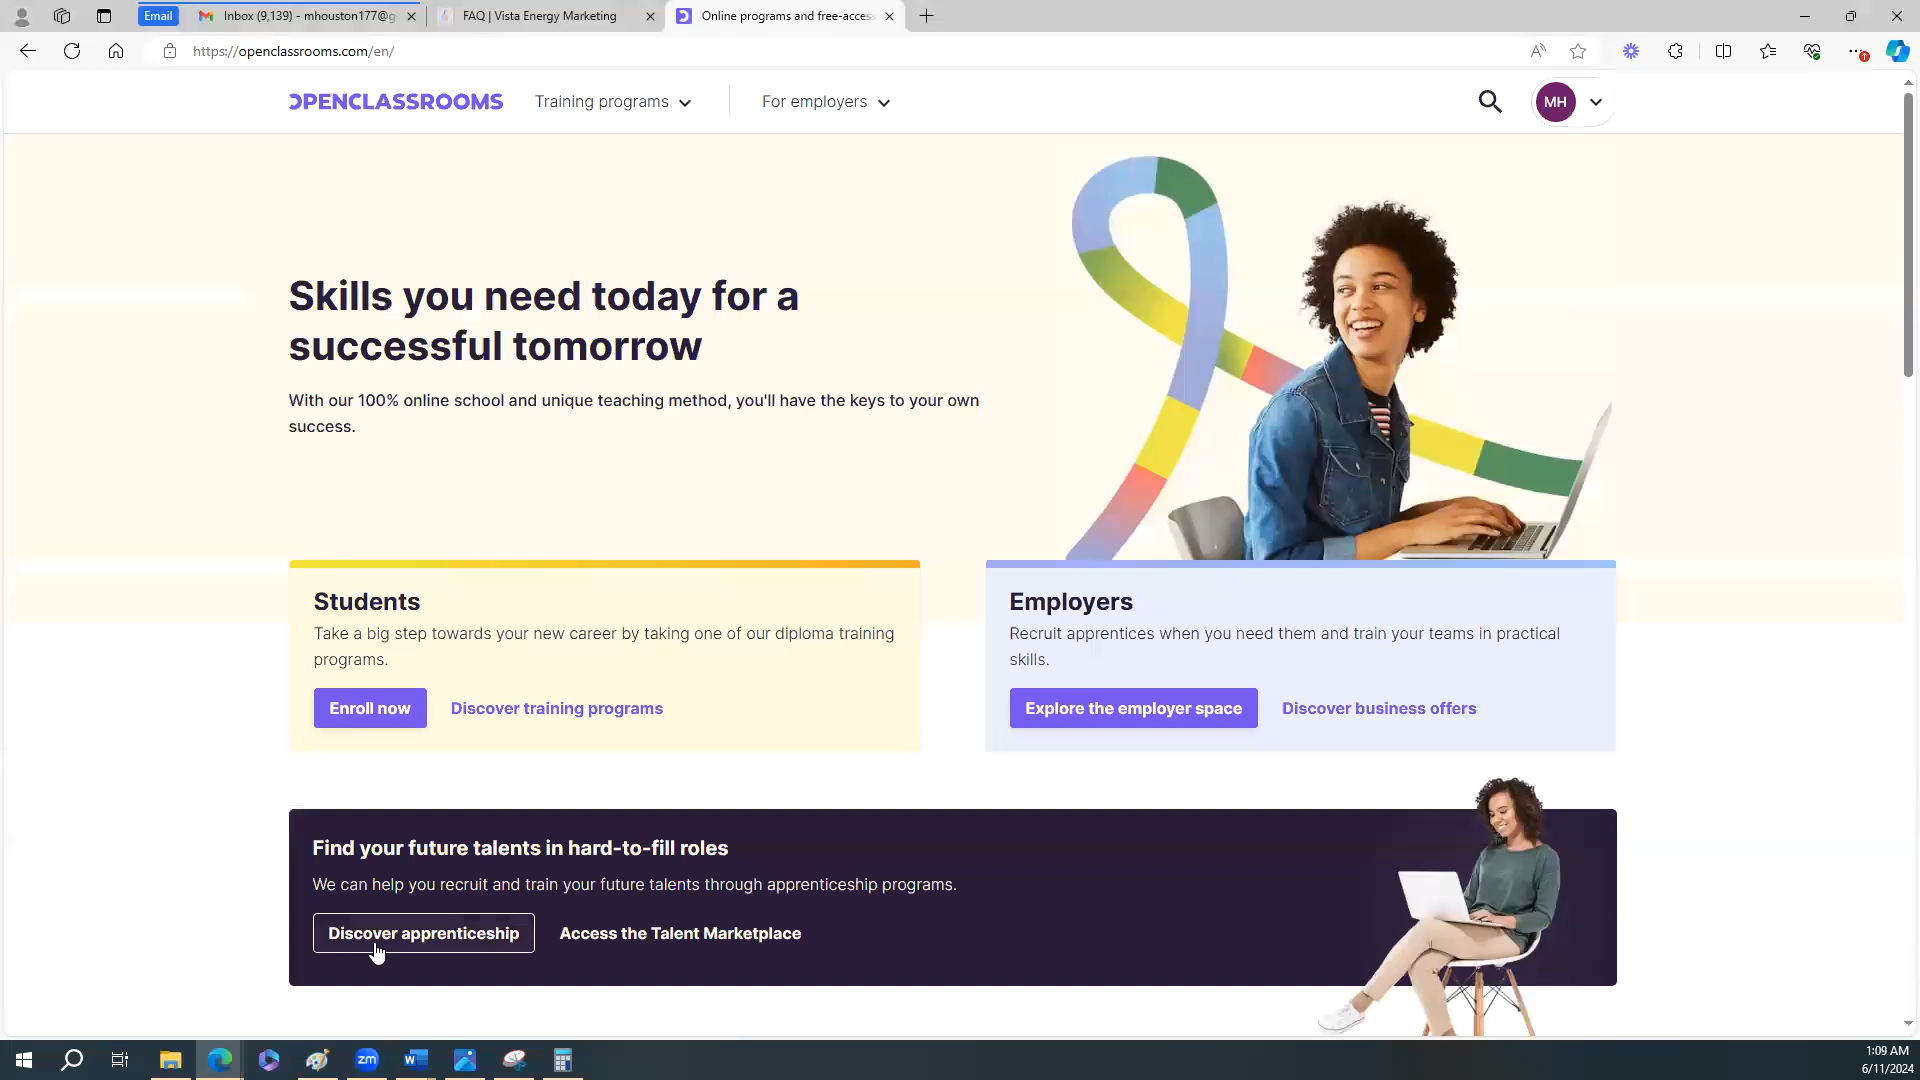 Email
Inbox (9,139) - mhouston177@g
FAQ | Vista Energy Marketing
Online programs and free-access
https://openclassrooms.com/en/
OPENCLASSROOMS
Training programs
For employers
MH
Skills you need today for a
successful tomorrow
With our 100% online school and unique teaching method, you'll have the keys to your own
success.
Students
Take a big step towards your new career by taking one of our diploma training
programs.
Enroll now
Discover training programs
Employers
Recruit apprentices when you need them and train your teams in practical
skills.
Explore the employer space
Discover business offers
Find your future talents in hard-to-fill roles
We can help you recruit and train your future talents through apprenticeship programs.
Discover apprenticeship
Access the Talent Marketplace
zm
W
1:09 AM
6/11/2024